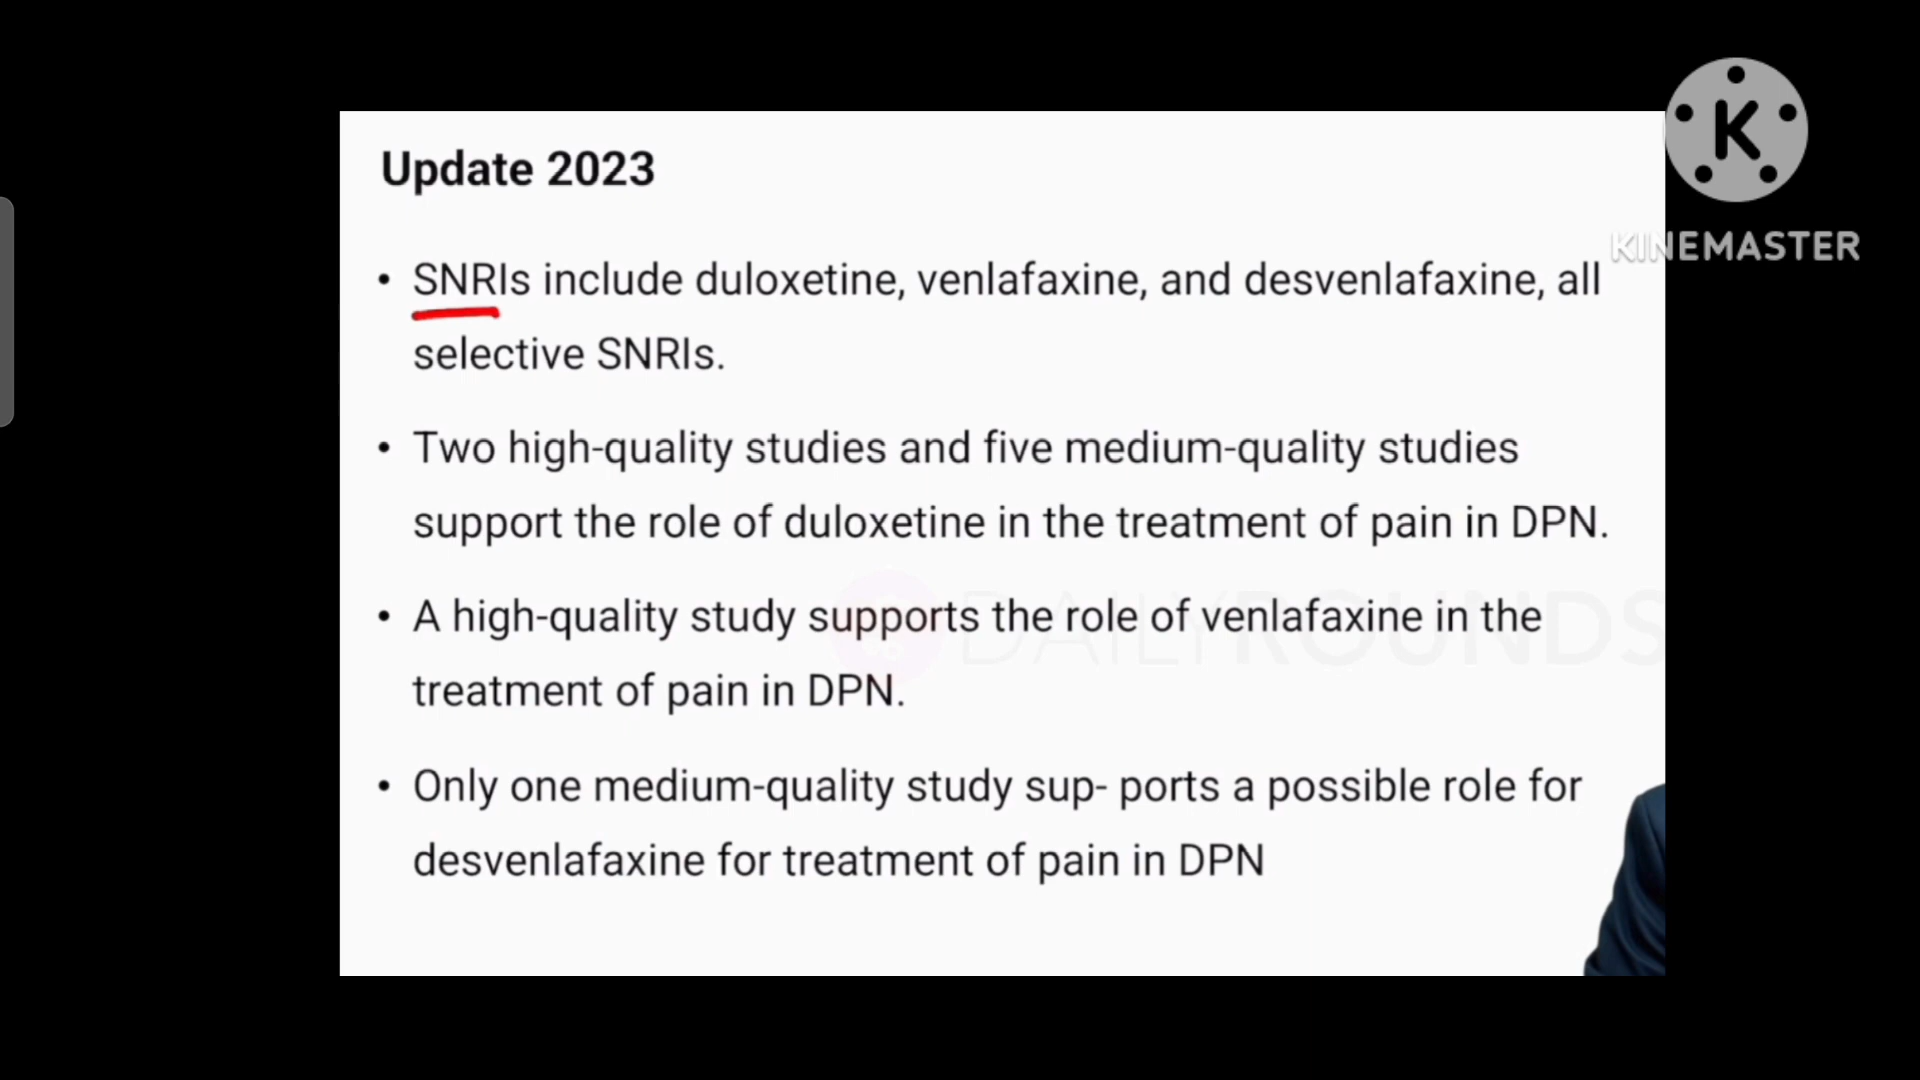 Update 2023
• SNRIs include duloxetine, venlafaxine, and desvenlafaxine, all
selective SNRIs.
• Two high-quality studies and five medium-quality studies
support the role of duloxetine in the treatment of pain in DPN.
• A high-quality study supports the role of venlafaxine in the
treatment of pain in DPN.
• Only one medium-quality study sup- ports a possible role for
desvenlafaxine for treatment of pain in DPN
DAILYROUNDS
K
KINEMASTER